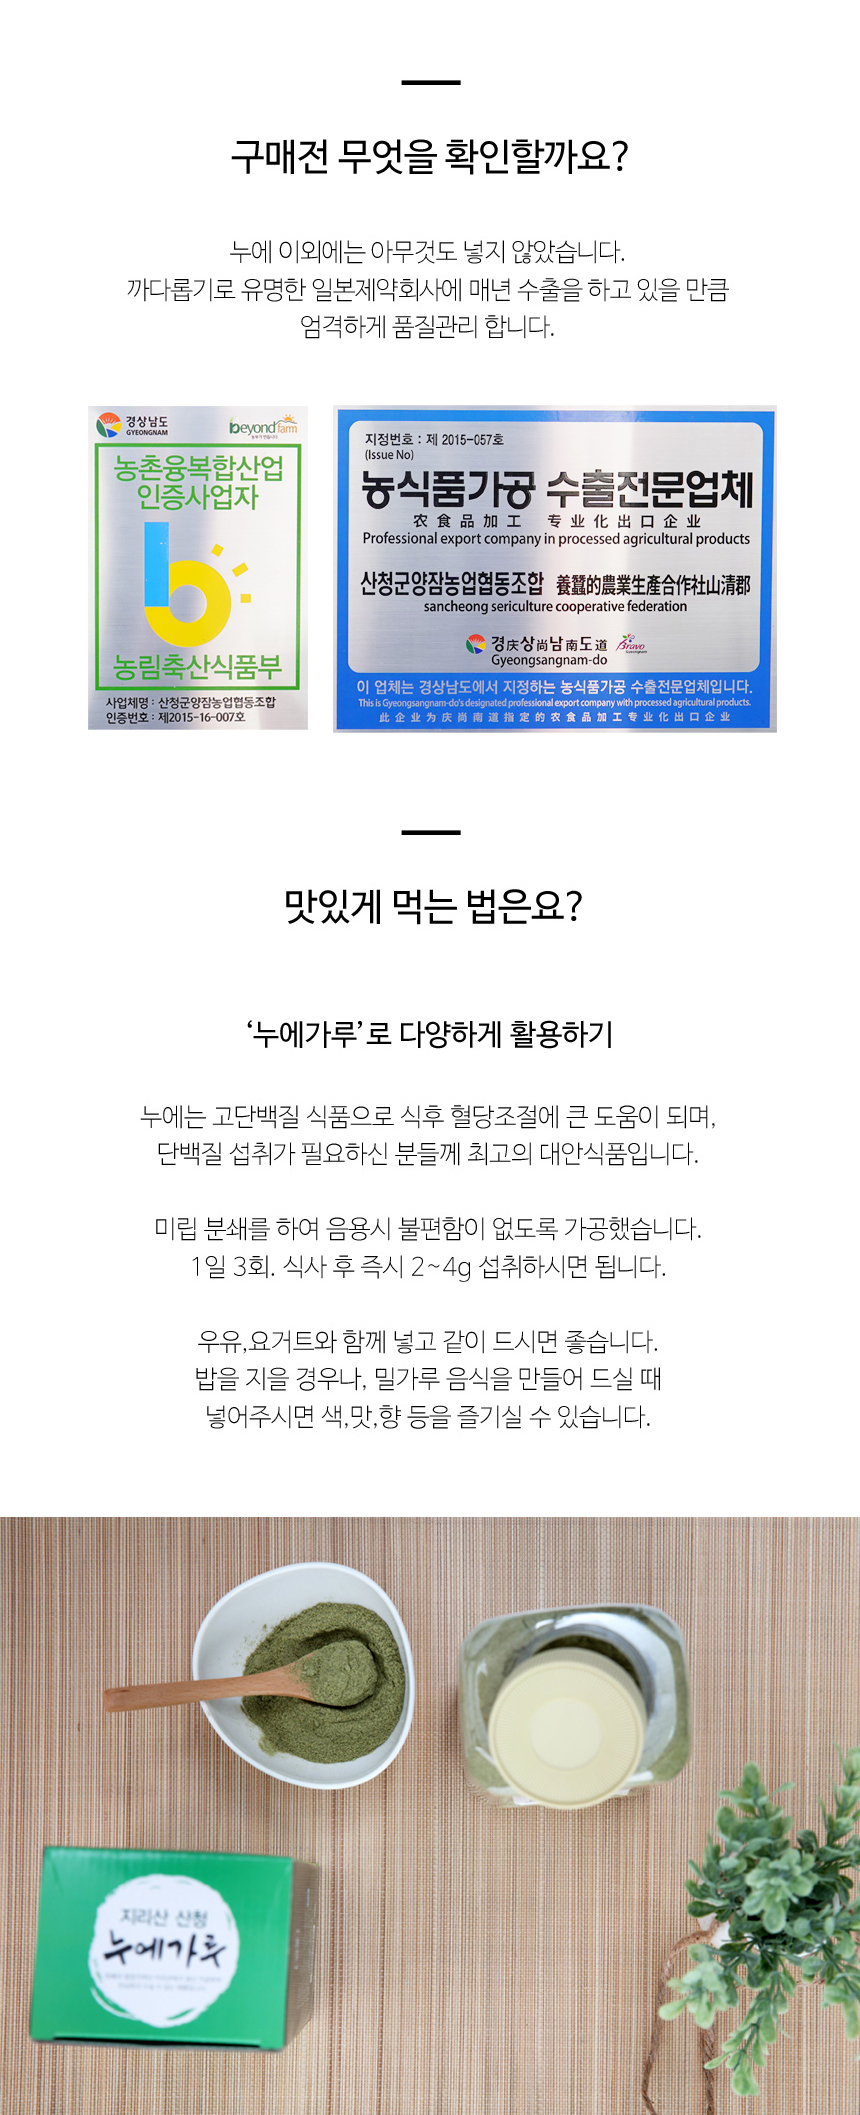 구매전 무엇을 확인할까요?
누에 이외에는 아무것도 넣지 않았습니다.
까다롭기로 유명한 일본제약회사에 매년 수출을 하고 있을 만큼
엄격하게 품질관리 합니다.
경상남도
GYEONGNAM
beyond farm
농부가 만듭니다
농촌융복합산업
인증사업자
농림축산식품부
사업체명 : 산청군양잠농업협동조합
인증번호 : 제2015-16-007호
지정번호 : 제 2015-057호
(Issue No)
농식품가공 수출전문업체
农食品加工 专业化出口企业
Professional export company in processed agricultural products
산청군양잠농업협동조합 養蠶的農業生産合作社山清郡
sancheong sericulture cooperative federation
경庆상尚남南도道
Gyeongsangnam-do
Bravo
Gyeongnam
이 업체는 경상남도에서 지정하는 농식품가공 수출전문업체입니다.
This is Gyeongsangnam-do's designated professional export company with processed agricultural products.
此企业为庆尚南道指定的农食品加工专业化出口企业
맛있게 먹는 법은요?
‘누에가루’로 다양하게 활용하기
누에는 고단백질 식품으로 식후 혈당조절에 큰 도움이 되며,
단백질 섭취가 필요하신 분들께 최고의 대안식품입니다.
미립 분쇄를 하여 음용시 불편함이 없도록 가공했습니다.
1일 3회. 식사 후 즉시 2~4g 섭취하시면 됩니다.
우유,요거트와 함께 넣고 같이 드시면 좋습니다.
밥을 지을 경우나, 밀가루 음식을 만들어 드실 때
넣어주시면 색,맛,향 등을 즐기실 수 있습니다.
지리산 산청
누에가루